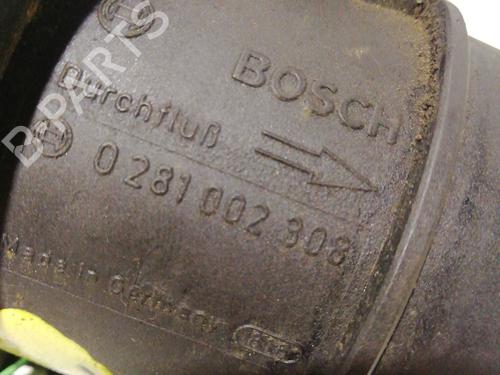 BOSCH
Durchfluß
0 281 002 308
Made in Germany
B PARTS